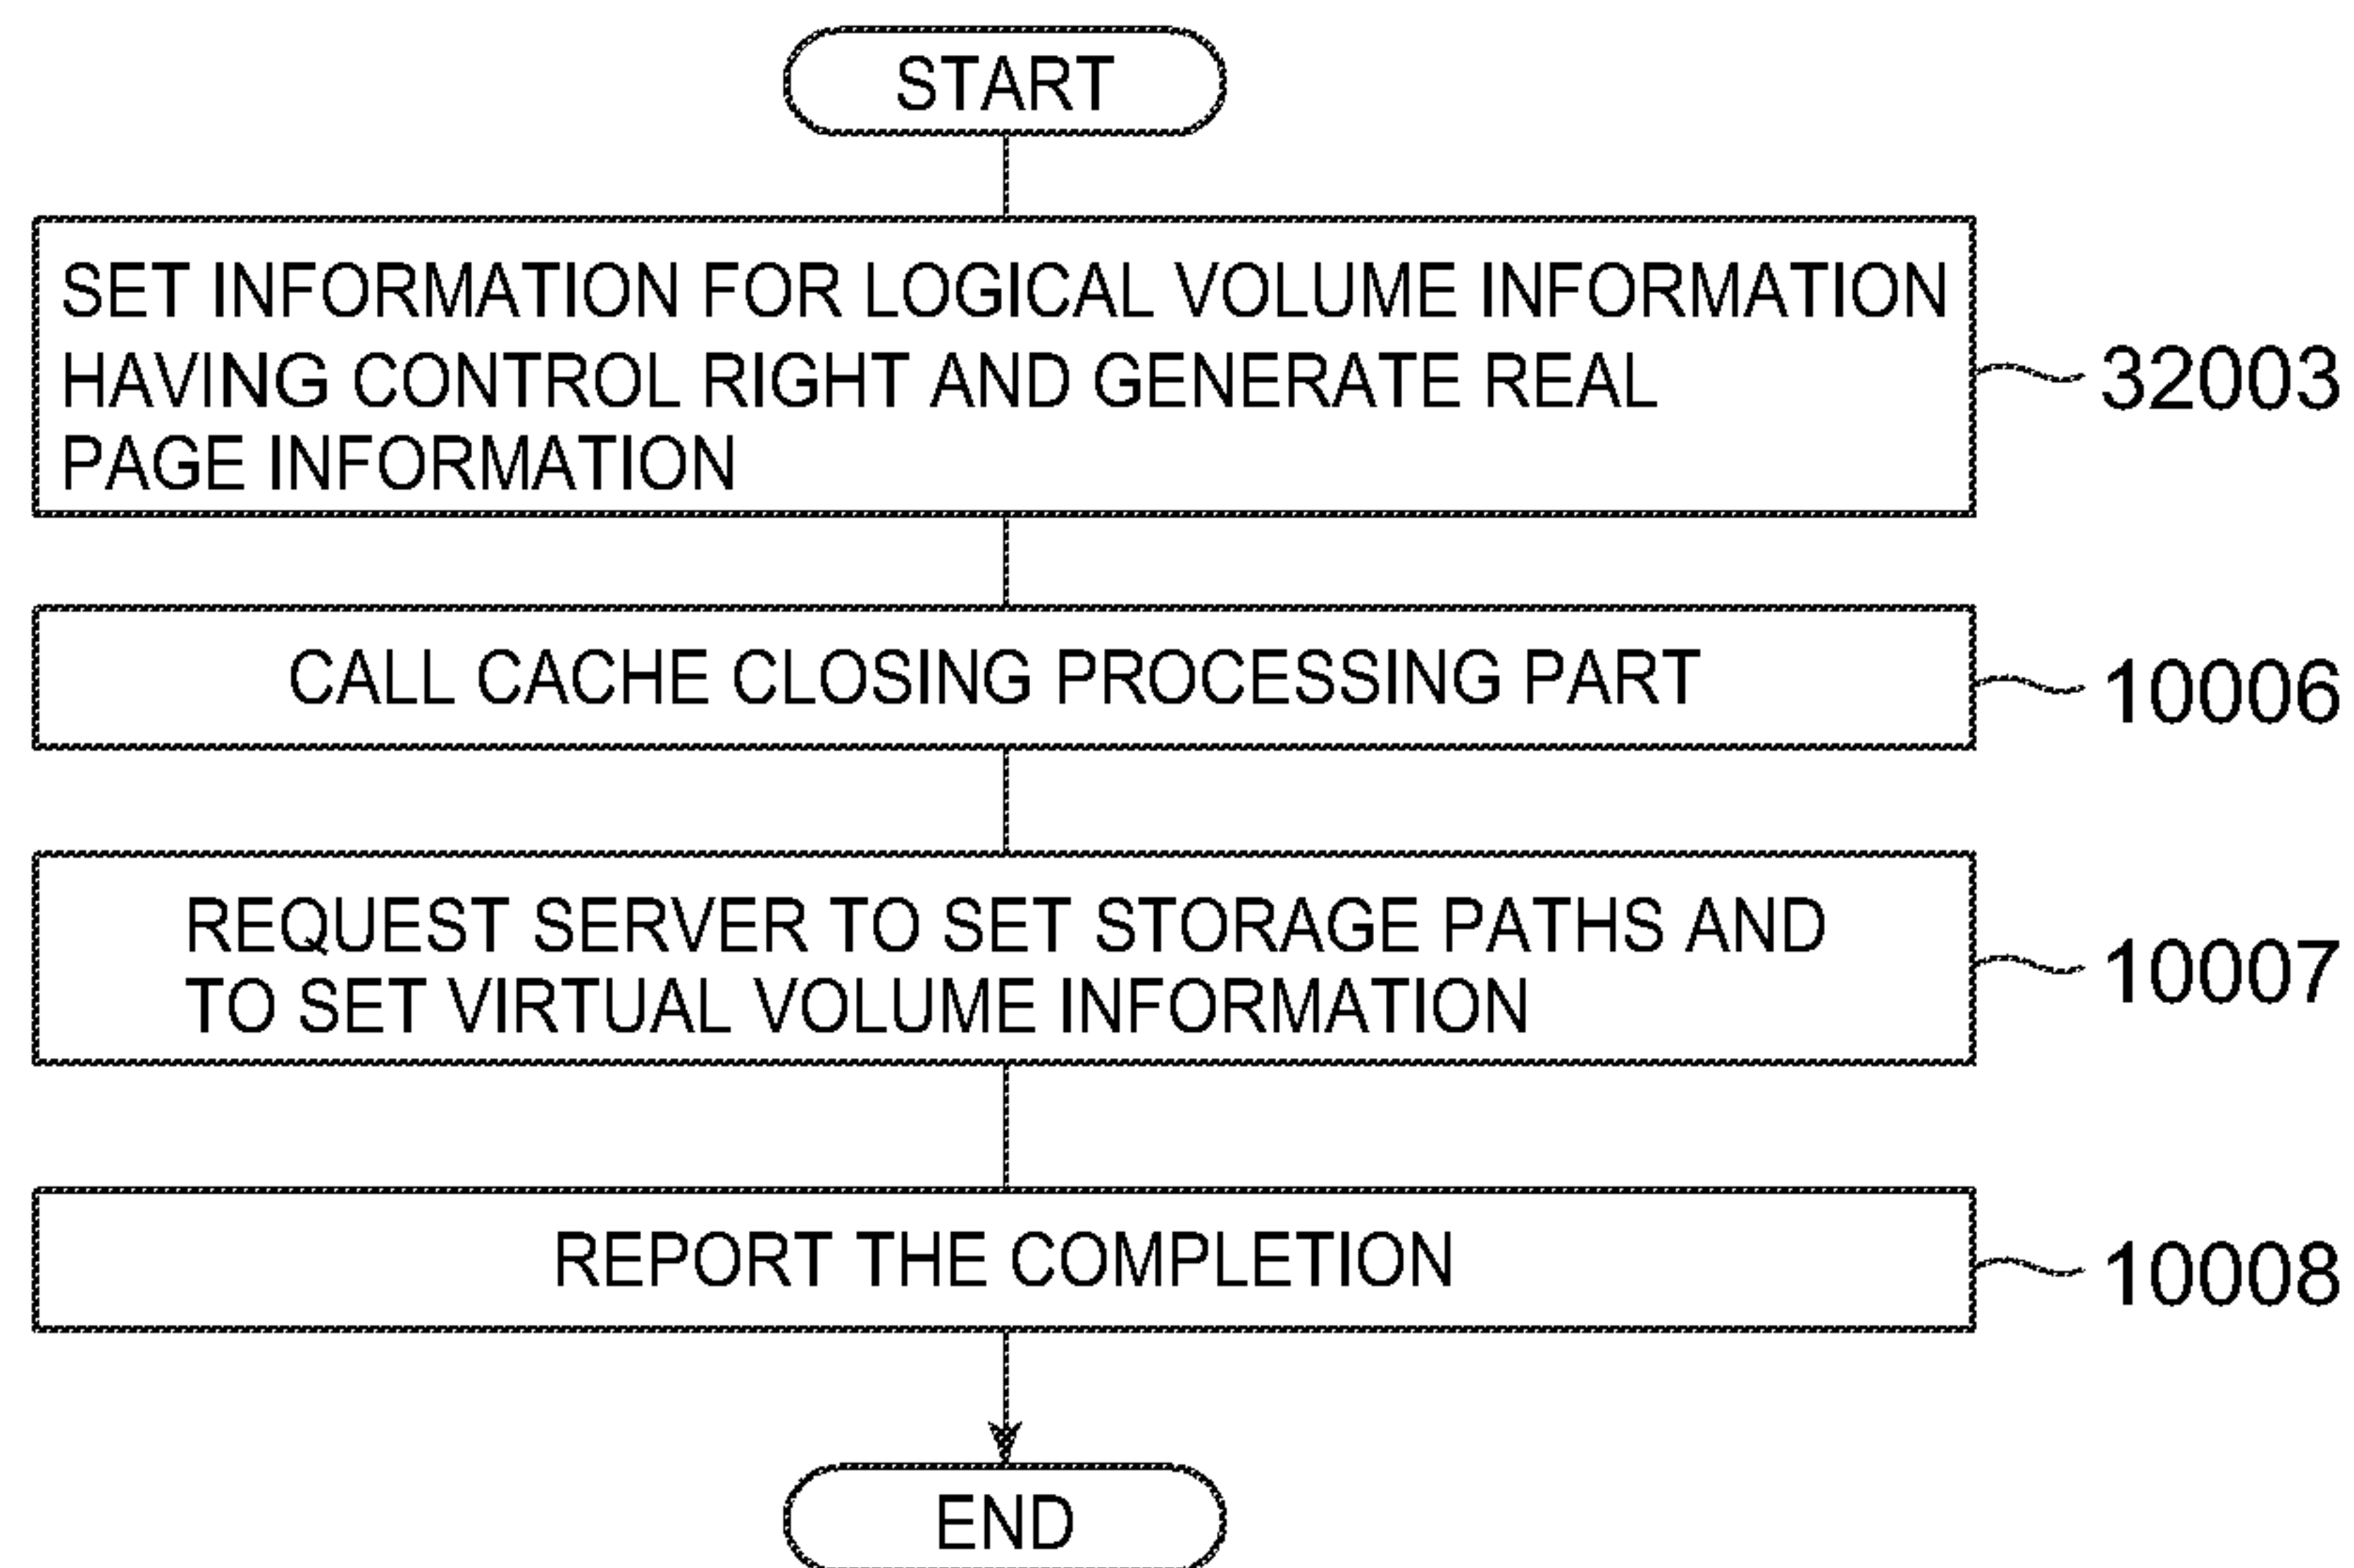 START
SET INFORMATION FOR LOGICAL VOLUME INFORMATION
HAVING CONTROL RIGHT AND GENERATE REAL
PAGE INFORMATION
32003
CALL CACHE CLOSING PROCESSING PART
10006
REQUEST SERVER TO SET STORAGE PATHS AND
TO SET VIRTUAL VOLUME INFORMATION
10007
REPORT THE COMPLETION
10008
END